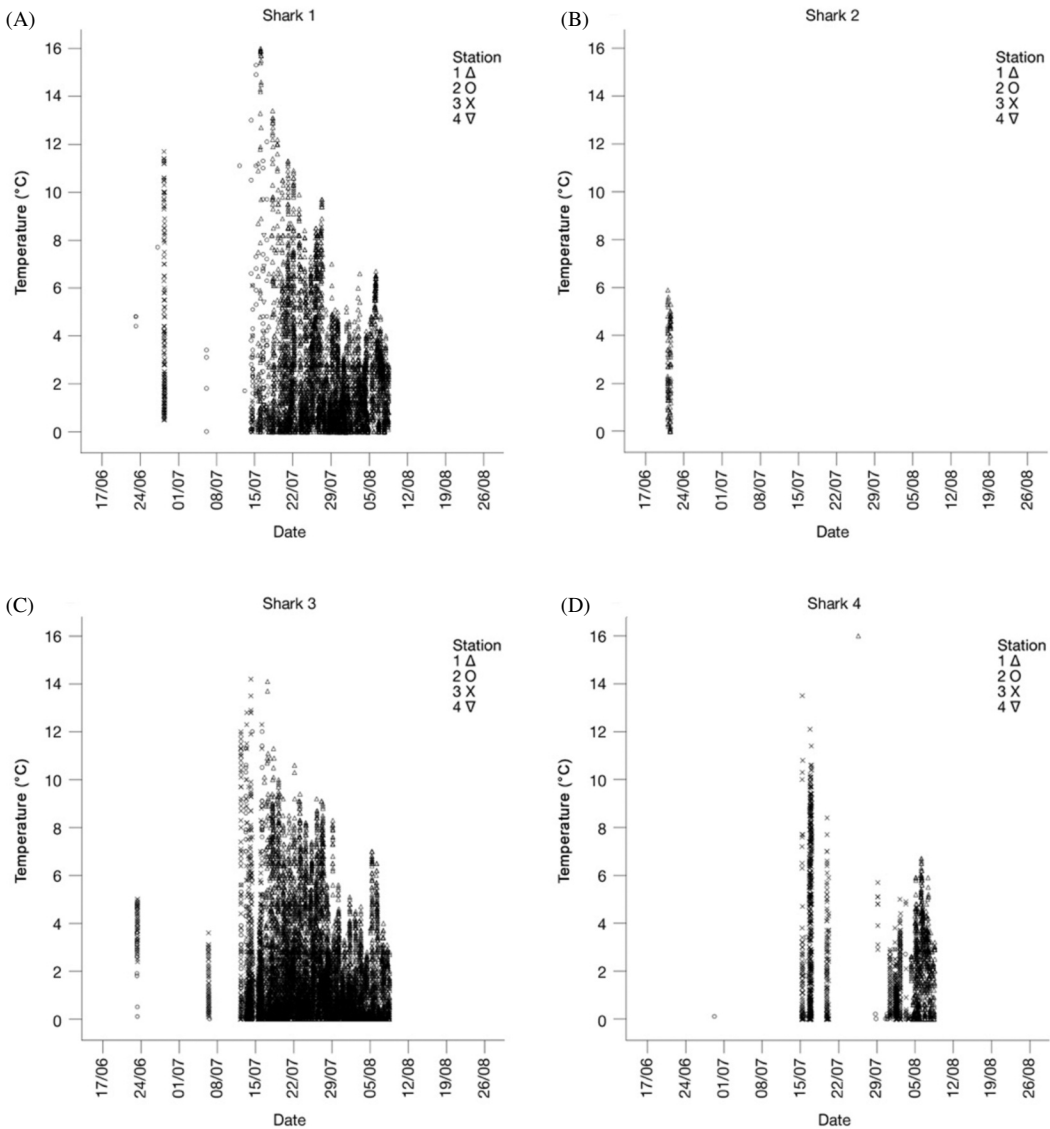 (A)
Shark 1
Station
1 Δ
2 O
3 X
4 ∇
16
14
12
10
8
6
4
2
0
Temperature (°C)
17/06
24/06
01/07
08/07
15/07
22/07
29/07
05/08
12/08
19/08
26/08
Date
(B)
Shark 2
Station
1 Δ
2 O
3 X
4 ∇
16
14
12
10
8
6
4
2
0
Temperature (°C)
17/06
24/06
01/07
08/07
15/07
22/07
29/07
05/08
12/08
19/08
26/08
Date
(C)
Shark 3
Station
1 Δ
2 O
3 X
4 ∇
16
14
12
10
8
6
4
2
0
Temperature (°C)
17/06
24/06
01/07
08/07
15/07
22/07
29/07
05/08
12/08
19/08
26/08
Date
(D)
Shark 4
Station
1 Δ
2 O
3 X
4 ∇
16
14
12
10
8
6
4
2
0
Temperature (°C)
17/06
24/06
01/07
08/07
15/07
22/07
29/07
05/08
12/08
19/08
26/08
Date